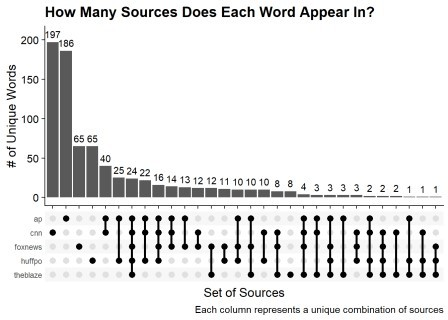 How Many Sources Does Each Word Appear In?
# of Unique Words
200
150
100
50
0
197 186 65 65 40 25 24 22 16 14 13 12 12 11 10 10 10 8 8 4 3 3 3 3 2 2 2 1 1 1
ap
cnn
foxnews
huffpo
theblaze
Set of Sources
Each column represents a unique combination of sources